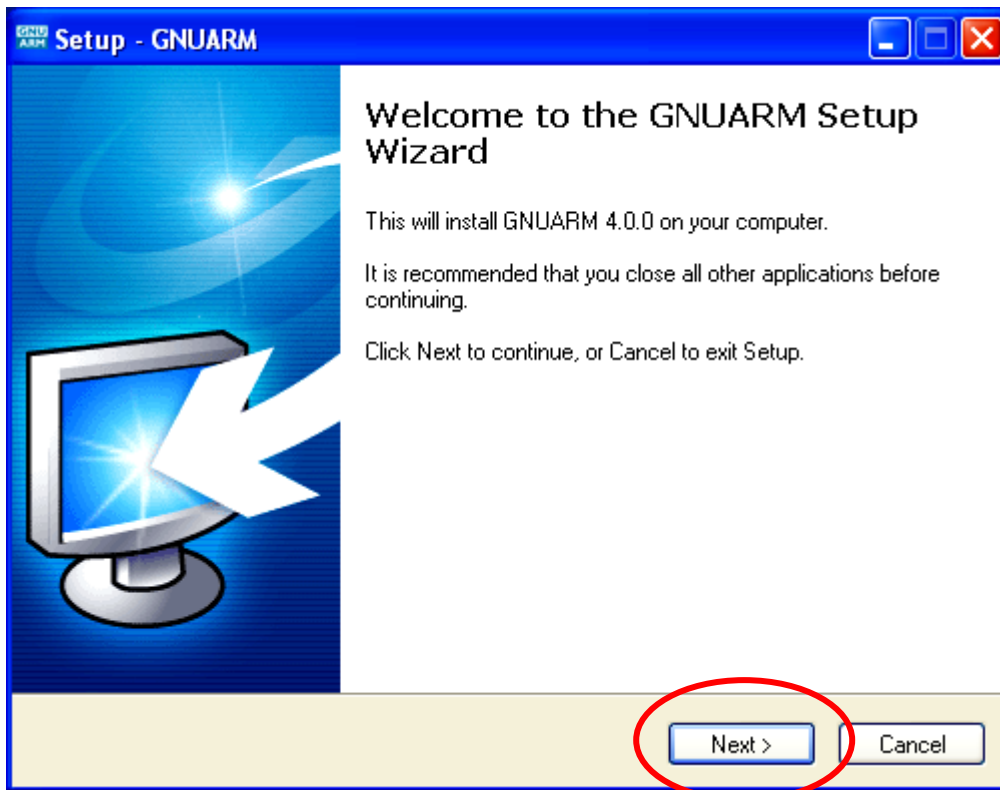 GNU
ARM
Setup - GNUARM
Welcome to the GNUARM Setup
Wizard
This will install GNUARM 4.0.0 on your computer.
It is recommended that you close all other applications before
continuing.
Click Next to continue, or Cancel to exit Setup.
Next >
Cancel